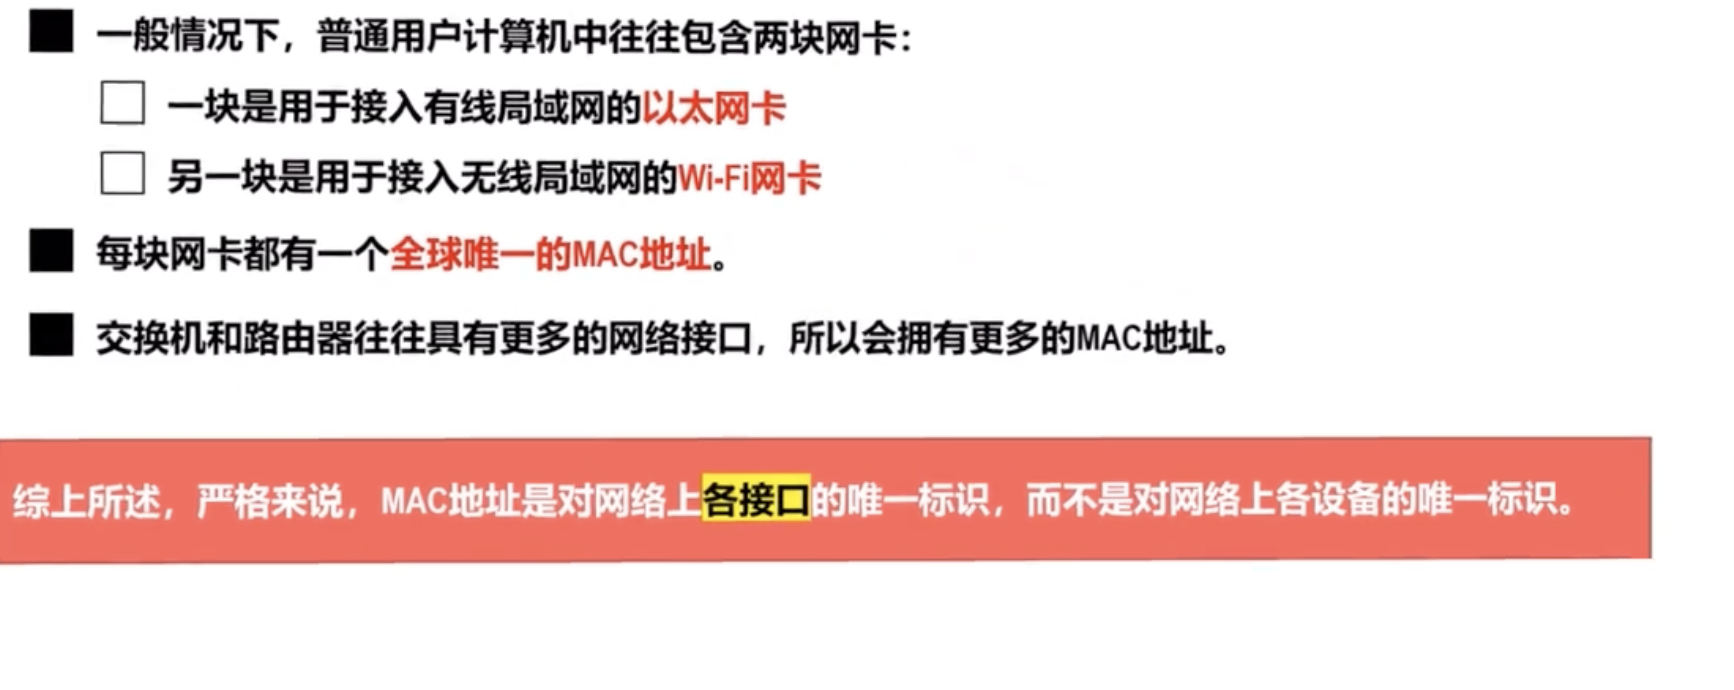 一般情况下，普通用户计算机中往往包含两块网卡：
一块是用于接入有线局域网的以太网卡
另一块是用于接入无线局域网的Wi-Fi网卡
每块网卡都有一个全球唯一的MAC地址。
交换机和路由器往往具有更多的网络接口，所以会拥有更多的MAC地址。
综上所述，严格来说，MAC地址是对网络上各接口的唯一标识，而不是对网络上各设备的唯一标识。